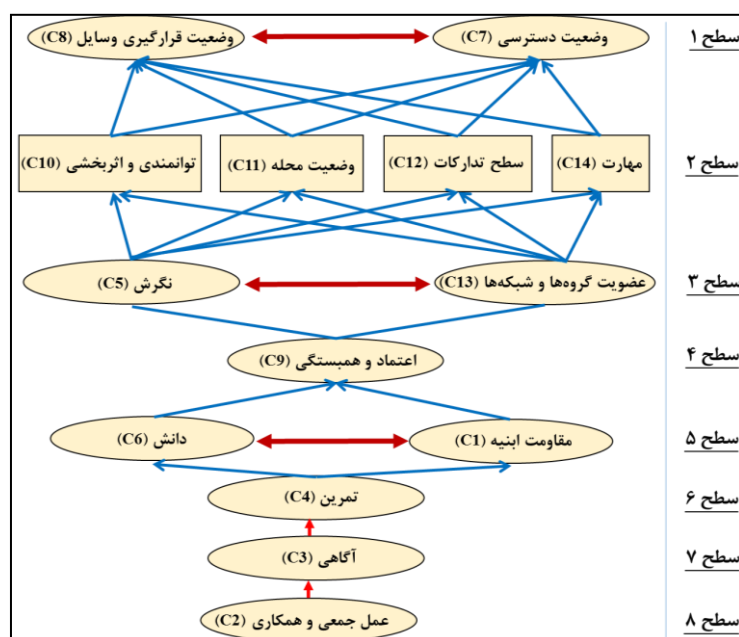 وضعیت قرارگیری وسایل (C8)
وضعیت دسترسی (C7)
سطح ۱
توانمندی و اثربخشی (C10)
وضعیت محله (C11)
سطح تدارکات (C12)
مهارت (C14)
سطح ۲
نگرش (C5)
عضویت گروه‌ها و شبکه‌ها (C13)
سطح ۳
اعتماد و همبستگی (C9)
سطح ۴
دانش (C6)
مقاومت ابنیه (C1)
سطح ۵
تمرین (C4)
سطح ۶
آگاهی (C3)
سطح ۷
عمل جمعی و همکاری (C2)
سطح ۸